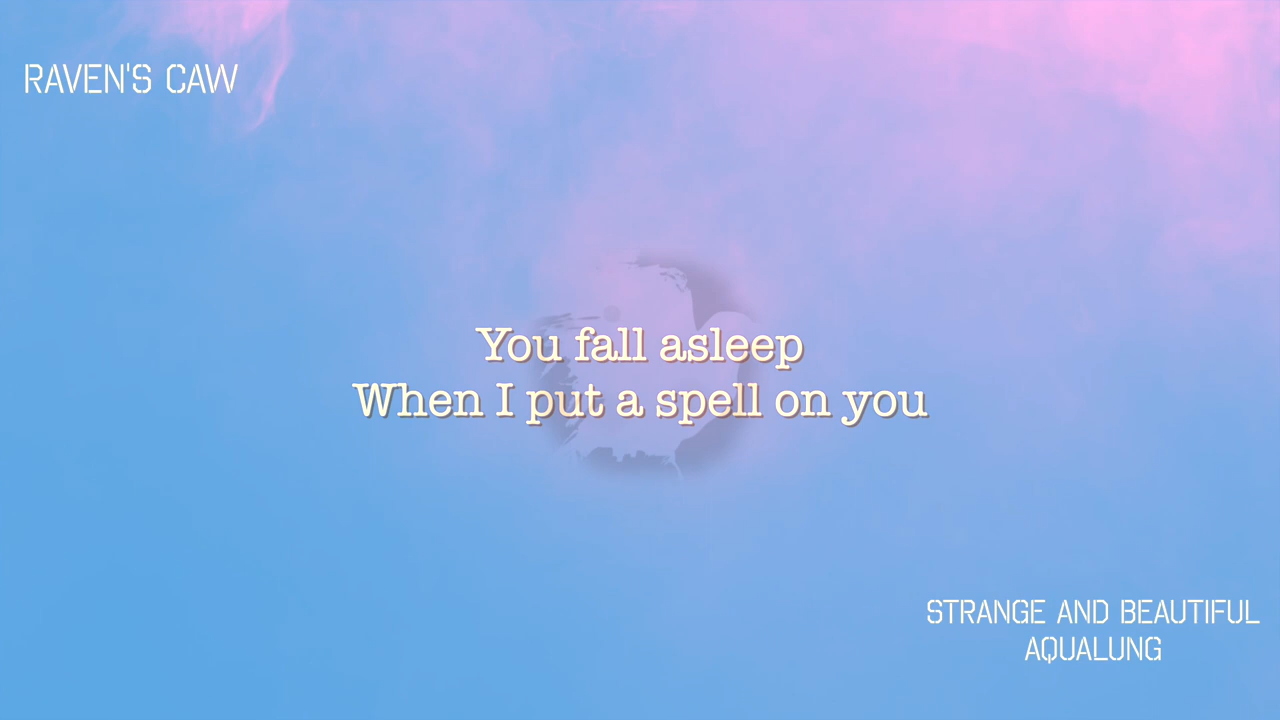 RAVEN'S CAW
You fall asleep
When I put a spell on you
STRANGE AND BEAUTIFUL
AQUALUNG